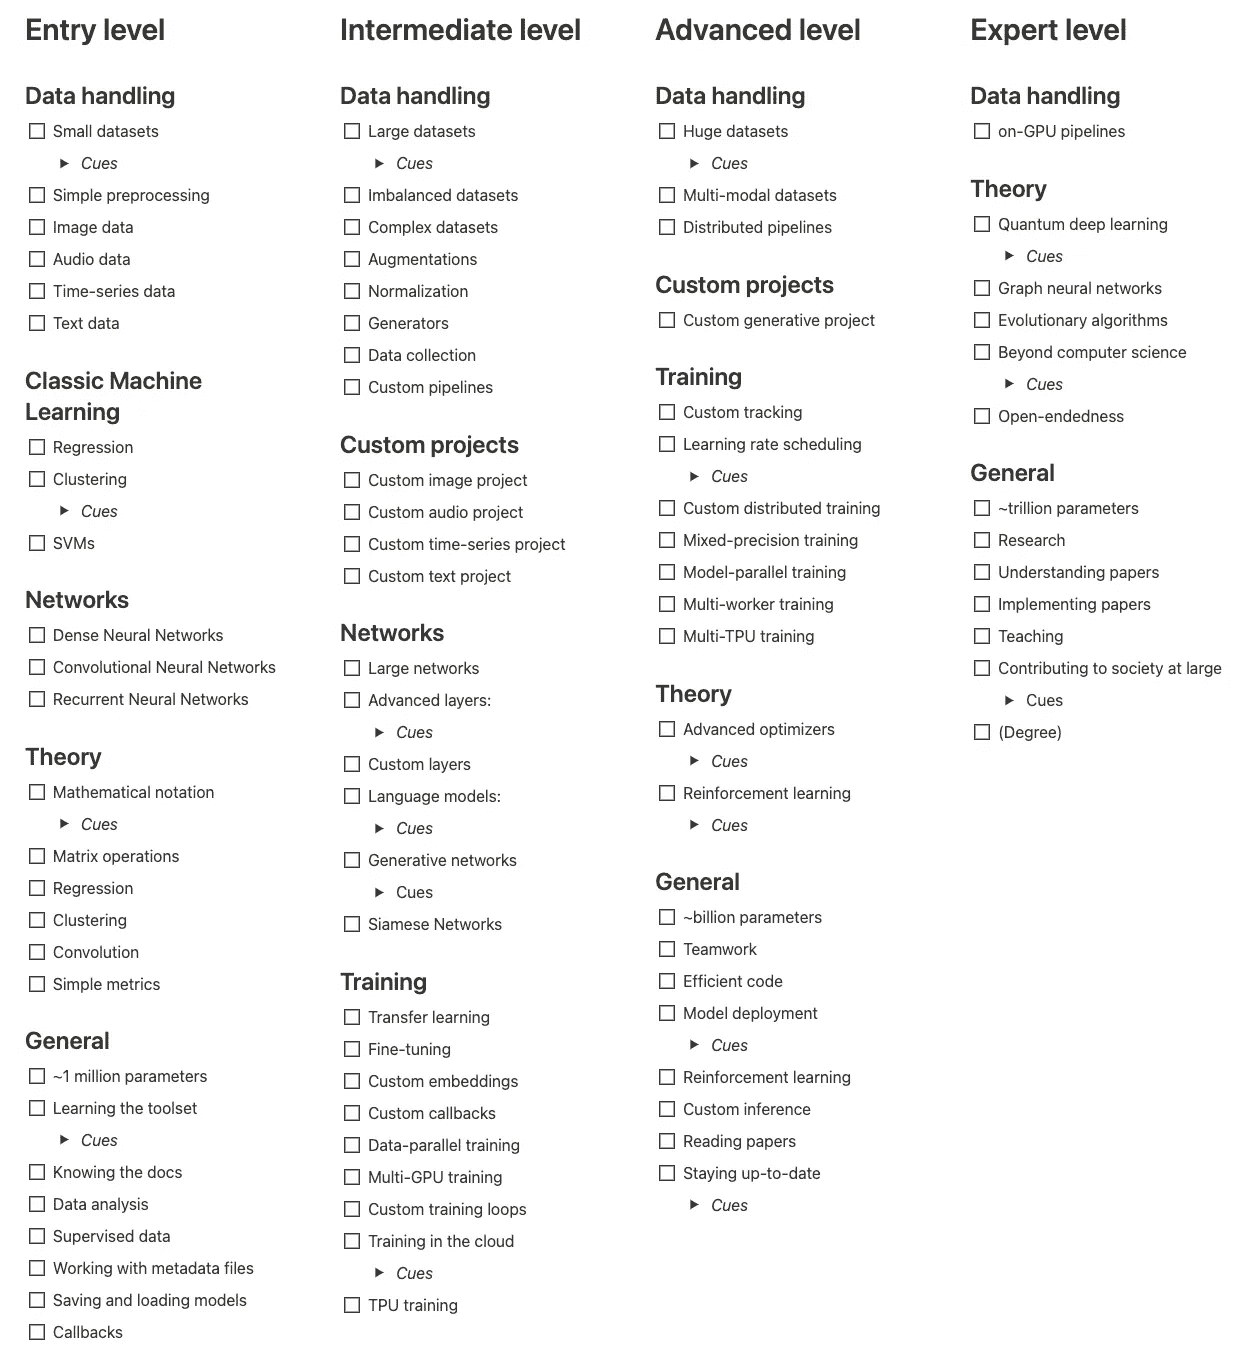 Entry level
Data handling
Small datasets
Cues
Simple preprocessing
Image data
Audio data
Time-series data
Text data
Classic Machine
Learning
Regression
Clustering
Cues
SVMs
Networks
Dense Neural Networks
Convolutional Neural Networks
Recurrent Neural Networks
Theory
Mathematical notation
Cues
Matrix operations
Regression
Clustering
Convolution
Simple metrics
General
~1 million parameters
Learning the toolset
Cues
Knowing the docs
Data analysis
Supervised data
Working with metadata files
Saving and loading models
Callbacks
Intermediate level
Data handling
Large datasets
Cues
Imbalanced datasets
Complex datasets
Augmentations
Normalization
Generators
Data collection
Custom pipelines
Custom projects
Custom image project
Custom audio project
Custom time-series project
Custom text project
Networks
Large networks
Advanced layers:
Cues
Custom layers
Language models:
Cues
Generative networks
Cues
Siamese Networks
Training
Transfer learning
Fine-tuning
Custom embeddings
Custom callbacks
Data-parallel training
Multi-GPU training
Custom training loops
Training in the cloud
Cues
TPU training
Advanced level
Data handling
Huge datasets
Cues
Multi-modal datasets
Distributed pipelines
Custom projects
Custom generative project
Training
Custom tracking
Learning rate scheduling
Cues
Custom distributed training
Mixed-precision training
Model-parallel training
Multi-worker training
Multi-TPU training
Theory
Advanced optimizers
Cues
Reinforcement learning
Cues
General
~billion parameters
Teamwork
Efficient code
Model deployment
Cues
Reinforcement learning
Custom inference
Reading papers
Staying up-to-date
Cues
Expert level
Data handling
on-GPU pipelines
Theory
Quantum deep learning
Cues
Graph neural networks
Evolutionary algorithms
Beyond computer science
Cues
Open-endedness
General
~trillion parameters
Research
Understanding papers
Implementing papers
Teaching
Contributing to society at large
Cues
(Degree)